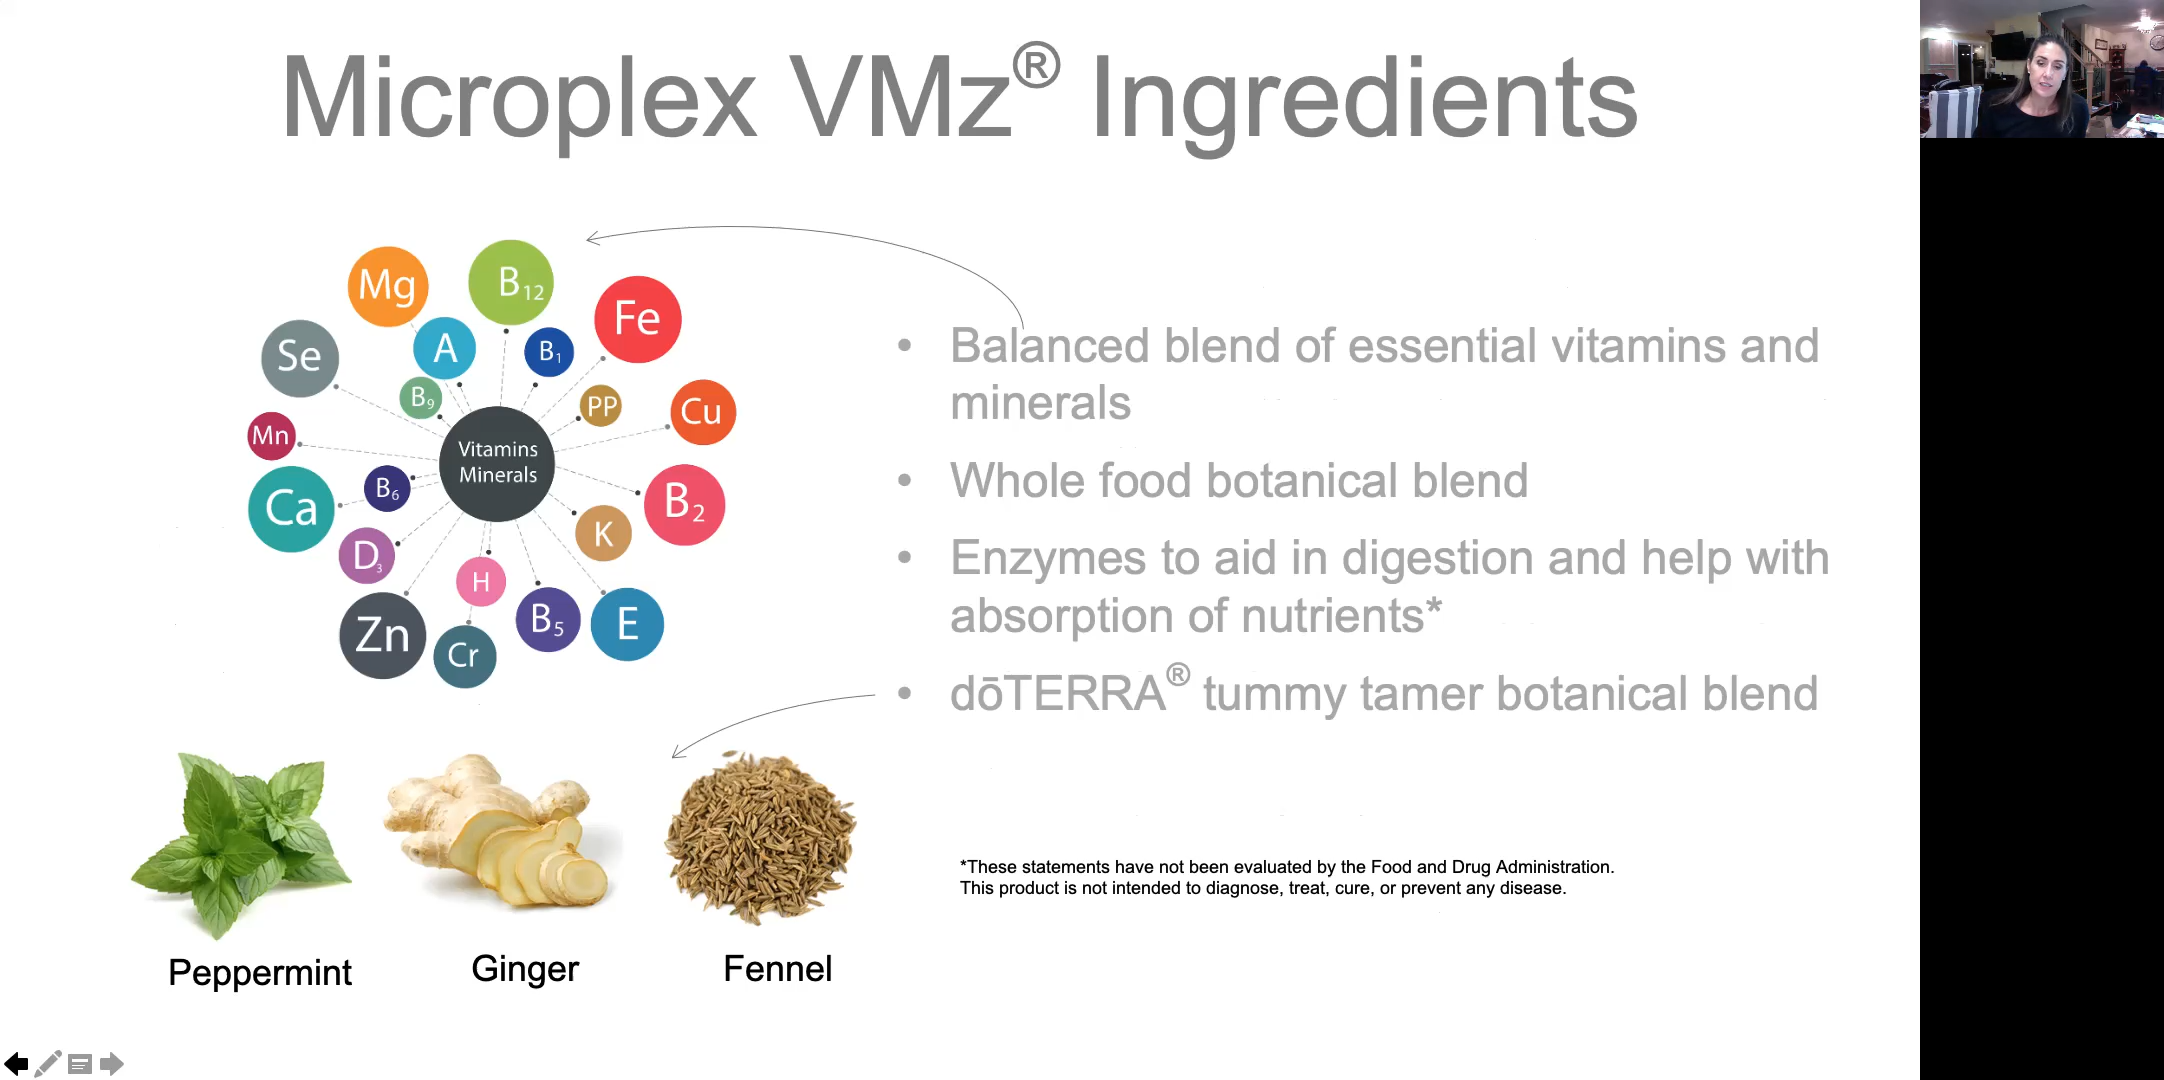 Microplex VMz® Ingredients
Mg
B12
Fe
A
B1
Se
B9
PP
Cu
Mn
Vitamins
Minerals
B6
Ca
B2
K
D3
H
Zn
Cr
B5
E
• Balanced blend of essential vitamins and
minerals
• Whole food botanical blend
• Enzymes to aid in digestion and help with
absorption of nutrients*
• dōTERRA® tummy tamer botanical blend
*These statements have not been evaluated by the Food and Drug Administration.
This product is not intended to diagnose, treat, cure, or prevent any disease.
Peppermint
Ginger
Fennel